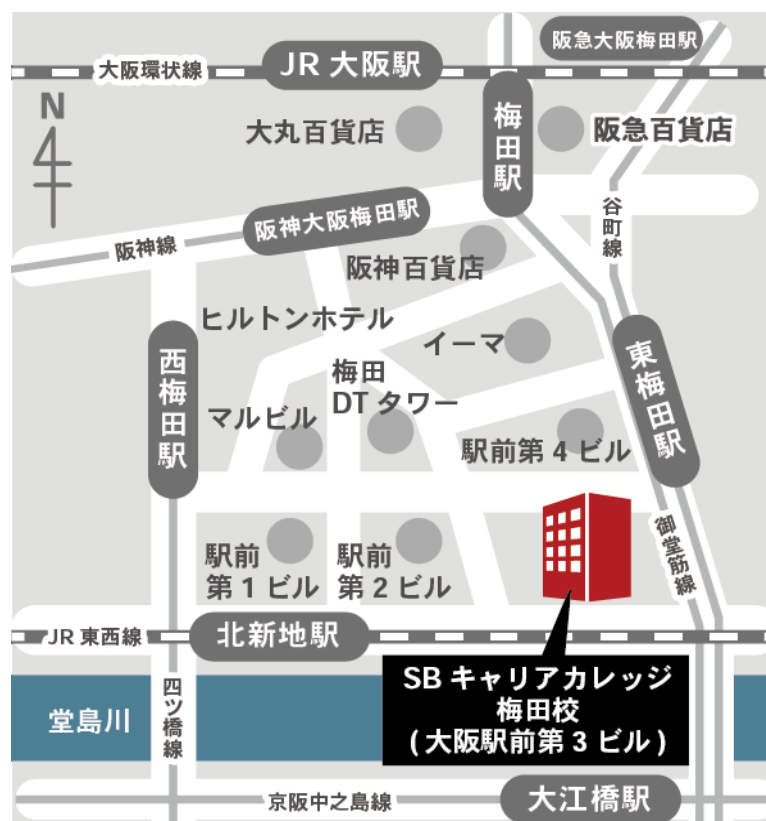 阪急大阪梅田駅
大阪環状線
JR 大阪駅
N
大丸百貨店
梅田駅
阪急百貨店
阪神大阪梅田駅
谷町線
阪神線
阪神百貨店
ヒルトンホテル
イーマ
東梅田駅
西梅田駅
梅田
DT タワー
マルビル
駅前第 4 ビル
御堂筋線
駅前
第 1 ビル
駅前
第 2 ビル
JR 東西線
北新地駅
SB キャリアカレッジ
梅田校
( 大阪駅前第 3 ビル )
堂島川
四ツ橋線
京阪中之島線
大江橋駅